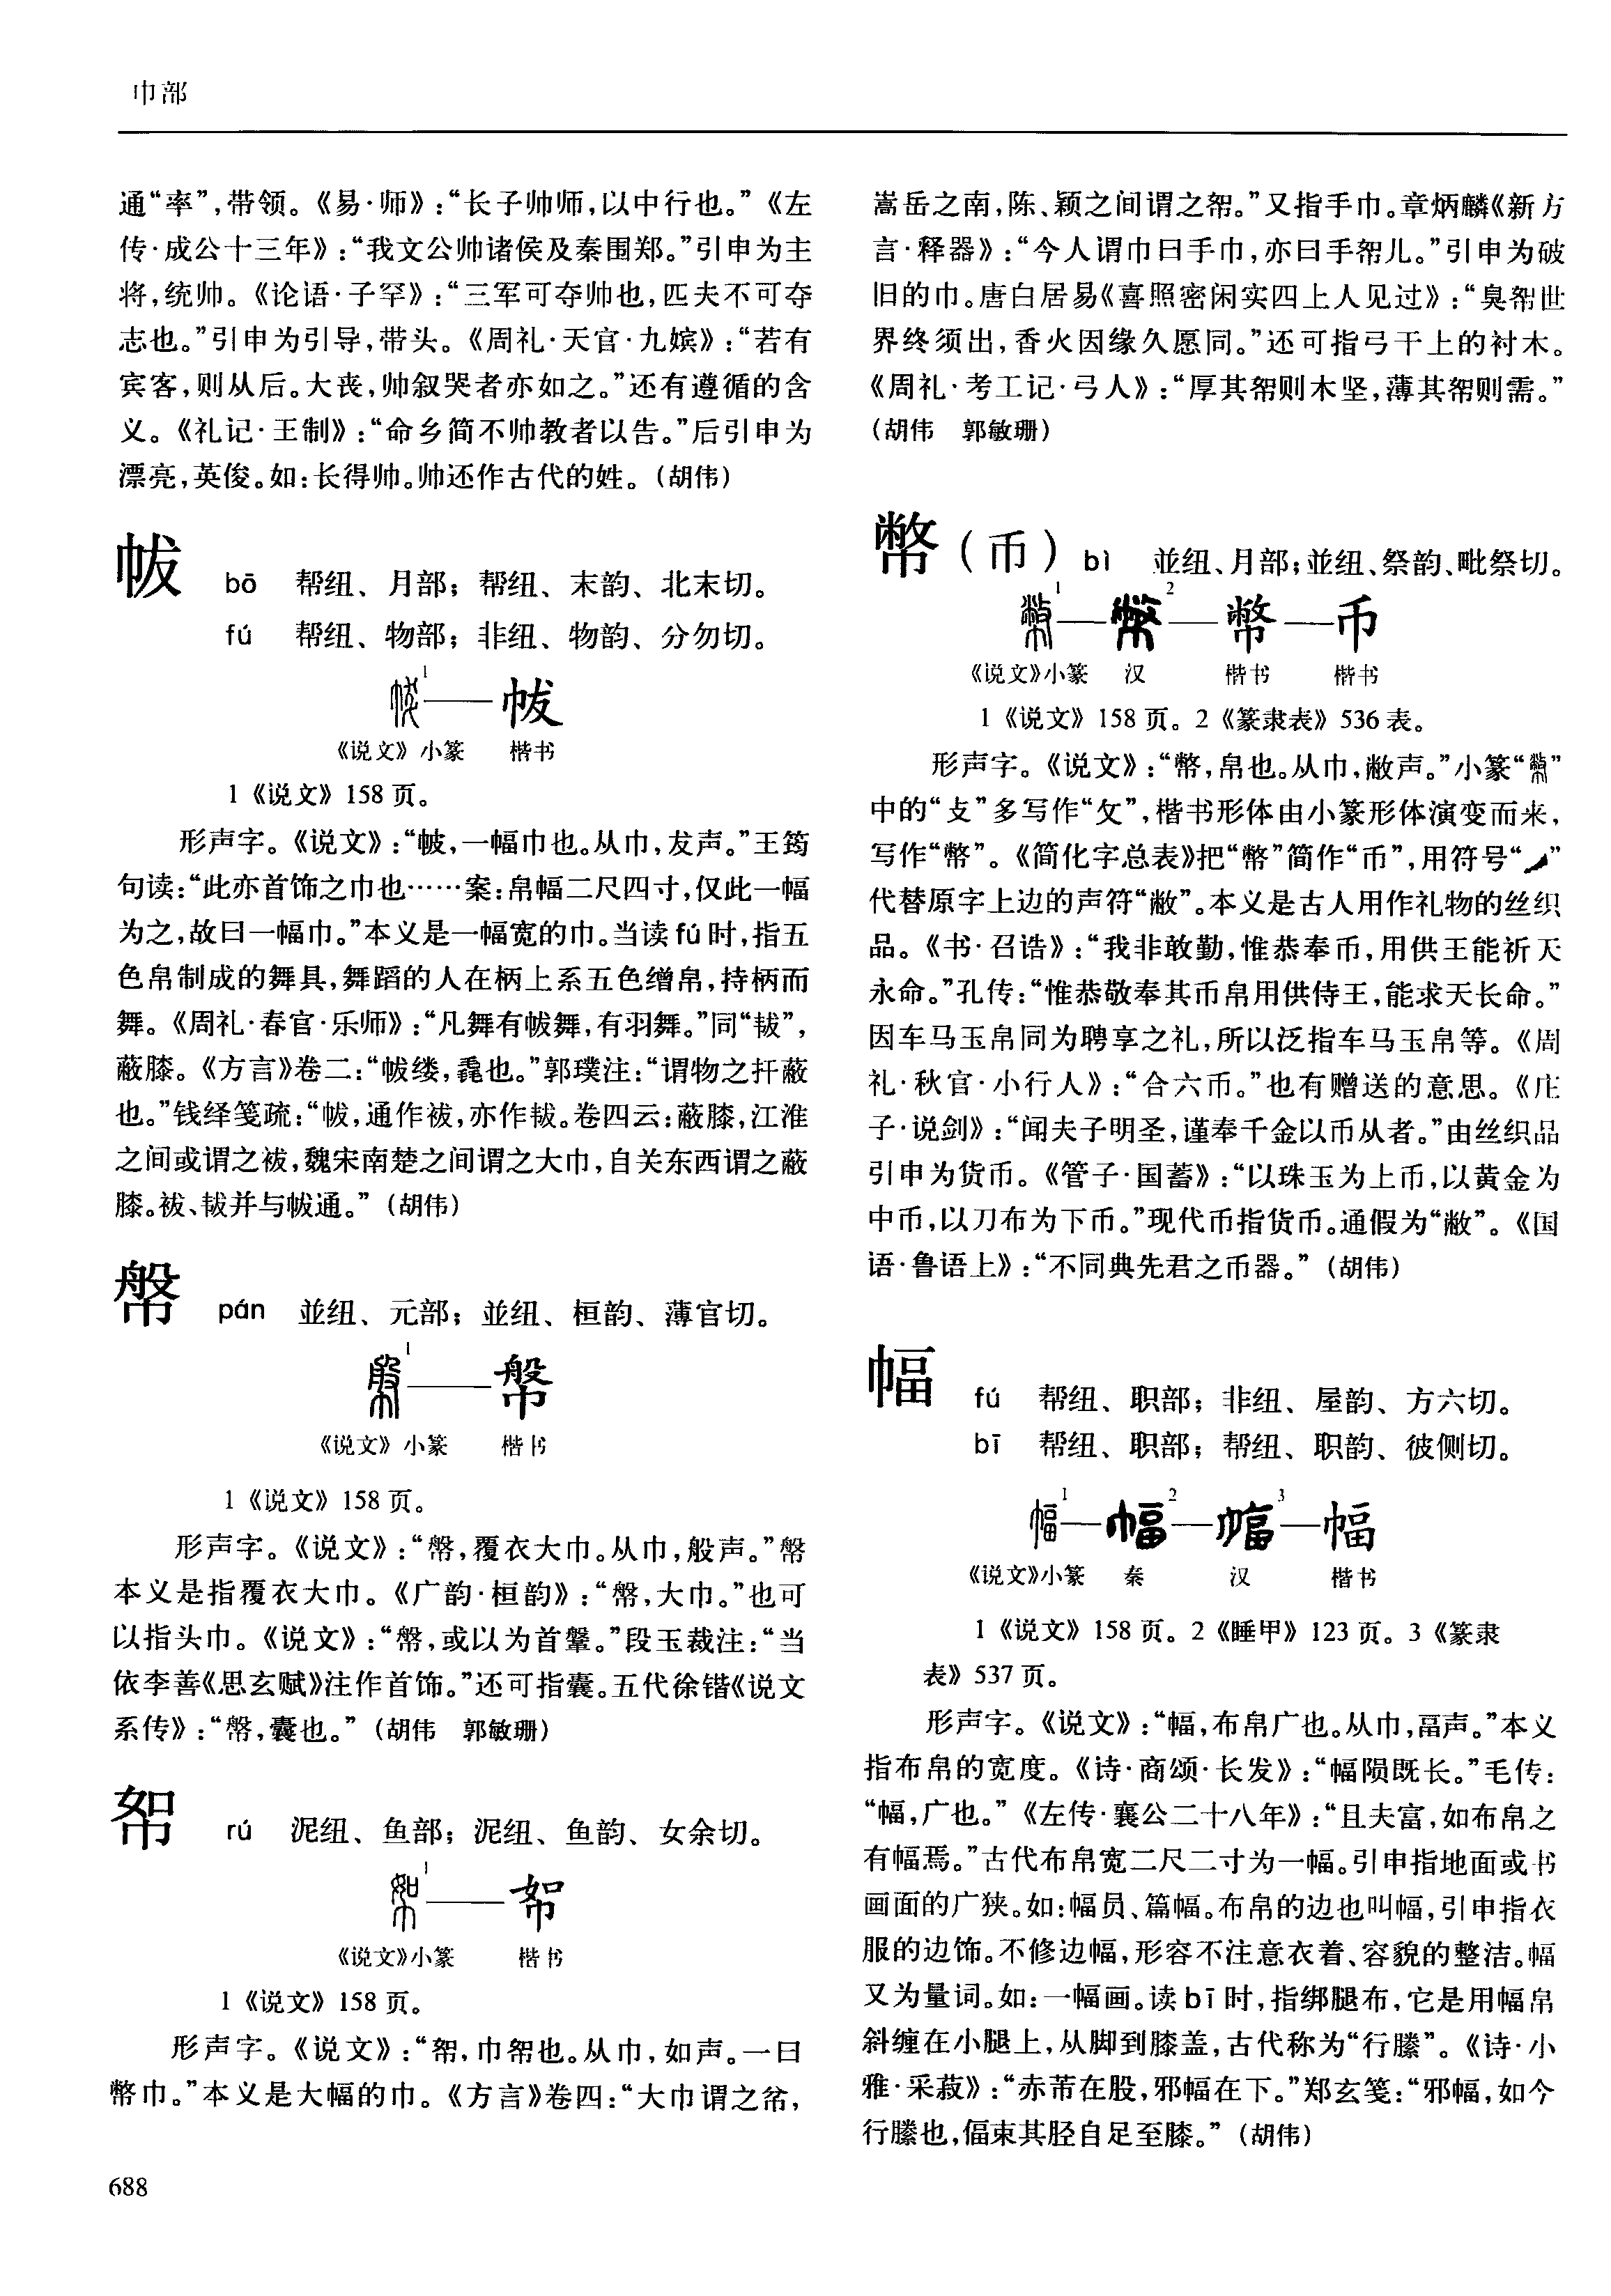 巾部
通“率”,带领。《易·师》:“长子帅师,以中行也。”《左
传·成公十三年》:“我文公帅诸侯及秦围郑。”引申为主
将,统帅。《论语·子罕》:“三军可夺帅也,匹夫不可夺
志也。”引申为引导,带头。《周礼·天官·九嫔》:“若有
宾客,则从后。大丧,帅叙哭者亦如之。”还有遵循的含
义。《礼记·王制》:“命乡简不帅教者以告。”后引申为
漂亮,英俊。如:长得帅。帅还作古代的姓。(胡伟)
帗 bō 帮纽、月部;帮纽、末韵、北末切。
fú 帮纽、物部;非纽、物韵、分勿切。
帗1——帗
《说文》小篆 楷书
1《说文》158页。
形声字。《说文》:“帗,一幅巾也。从巾,发声。”王筠
句读:“此亦首饰之巾也……案:帛幅二尺四寸,仅此一幅
为之,故曰一幅巾。”本义是一幅宽的巾。当读fú时,指五
色帛制成的舞具,舞蹈的人在柄上系五色缯帛,持柄而
舞。《周礼·春官·乐师》:“凡舞有帗舞,有羽舞。”同“韍”,
蔽膝。《方言》卷二:“帗缕,毳也。”郭璞注:“谓物之扞蔽
也。”钱绎笺疏:“帗,通作袚,亦作韍。卷四云:蔽膝,江淮
之间或谓之袚,魏宋南楚之间谓之大巾,自关东西谓之蔽
膝。袚、韍并与帗通。”(胡伟)
幋 pán 並纽、元部;並纽、桓韵、薄官切。
幋1——幋
《说文》小篆 楷书
1《说文》158页。
形声字。《说文》:“幋,覆衣大巾。从巾,般声。”幋
本义是指覆衣大巾。《广韵·桓韵》:“幋,大巾。”也可
以指头巾。《说文》:“幋,或以为首鞶。”段玉裁注:“当
依李善《思玄赋》注作首饰。”还可指囊。五代徐锴《说文
系传》:“幋,囊也。”(胡伟 郭敏珊)
帤 rú 泥纽、鱼部;泥纽、鱼韵、女余切。
帤1——帤
《说文》小篆 楷书
1《说文》158页。
形声字。《说文》:“帤,巾帤也。从巾,如声。一曰
幣巾。”本义是大幅的巾。《方言》卷四:“大巾谓之帉,
嵩岳之南,陈、颖之间谓之帤。”又指手巾。章炳麟《新方
言·释器》:“今人谓巾曰手巾,亦曰手帤儿。”引申为破
旧的巾。唐白居易《喜照密闲实四上人见过》:“臭帤世
界终须出,香火因缘久愿同。”还可指弓干上的衬木。
《周礼·考工记·弓人》:“厚其帤则木坚,薄其帤则需。”
(胡伟 郭敏珊)
幣(币) bì 並纽、月部;並纽、祭韵、毗祭切。
幣1——幣2——幣——币
《说文》小篆 汉 楷书 楷书
1《说文》158页。2《篆隶表》536表。
形声字。《说文》:“幣,帛也。从巾,敝声。”小篆“幣”
中的“攴”多写作“攵”,楷书形体由小篆形体演变而来,
写作“幣”。《简化字总表》把“幣”简作“币”,用符号“丿”
代替原字上边的声符“敝”。本义是古人用作礼物的丝织
品。《书·召诰》:“我非敢勤,惟恭奉币,用供王能祈天
永命。”孔传:“惟恭敬奉其币帛用供侍王,能求天长命。”
因车马玉帛同为聘享之礼,所以泛指车马玉帛等。《周
礼·秋官·小行人》:“合六币。”也有赠送的意思。《庄
子·说剑》:“闻夫子明圣,谨奉千金以币从者。”由丝织品
引申为货币。《管子·国蓄》:“以珠玉为上币,以黄金为
中币,以刀布为下币。”现代币指货币。通假为“敝”。《国
语·鲁语上》:“不同典先君之币器。”(胡伟)
幅 fú 帮纽、职部;非纽、屋韵、方六切。
bī 帮纽、职部;帮纽、职韵、彼侧切。
幅1——幅2——幅3——幅
《说文》小篆 秦 汉 楷书
1《说文》158页。2《睡甲》123页。3《篆隶
表》537页。
形声字。《说文》:“幅,布帛广也。从巾,畐声。”本义
指布帛的宽度。《诗·商颂·长发》:“幅陨既长。”毛传:
“幅,广也。”《左传·襄公二十八年》:“且夫富,如布帛之
有幅焉。”古代布帛宽二尺二寸为一幅。引申指地面或书
画面的广狭。如:幅员、篇幅。布帛的边也叫幅,引申指衣
服的边饰。不修边幅,形容不注意衣着、容貌的整洁。幅
又为量词。如:一幅画。读bī时,指绑腿布,它是用幅帛
斜缠在小腿上,从脚到膝盖,古代称为“行縢”。《诗·小
雅·采菽》:“赤芾在股,邪幅在下。”郑玄笺:“邪幅,如今
行縢也,偪束其胫自足至膝。”(胡伟)
688